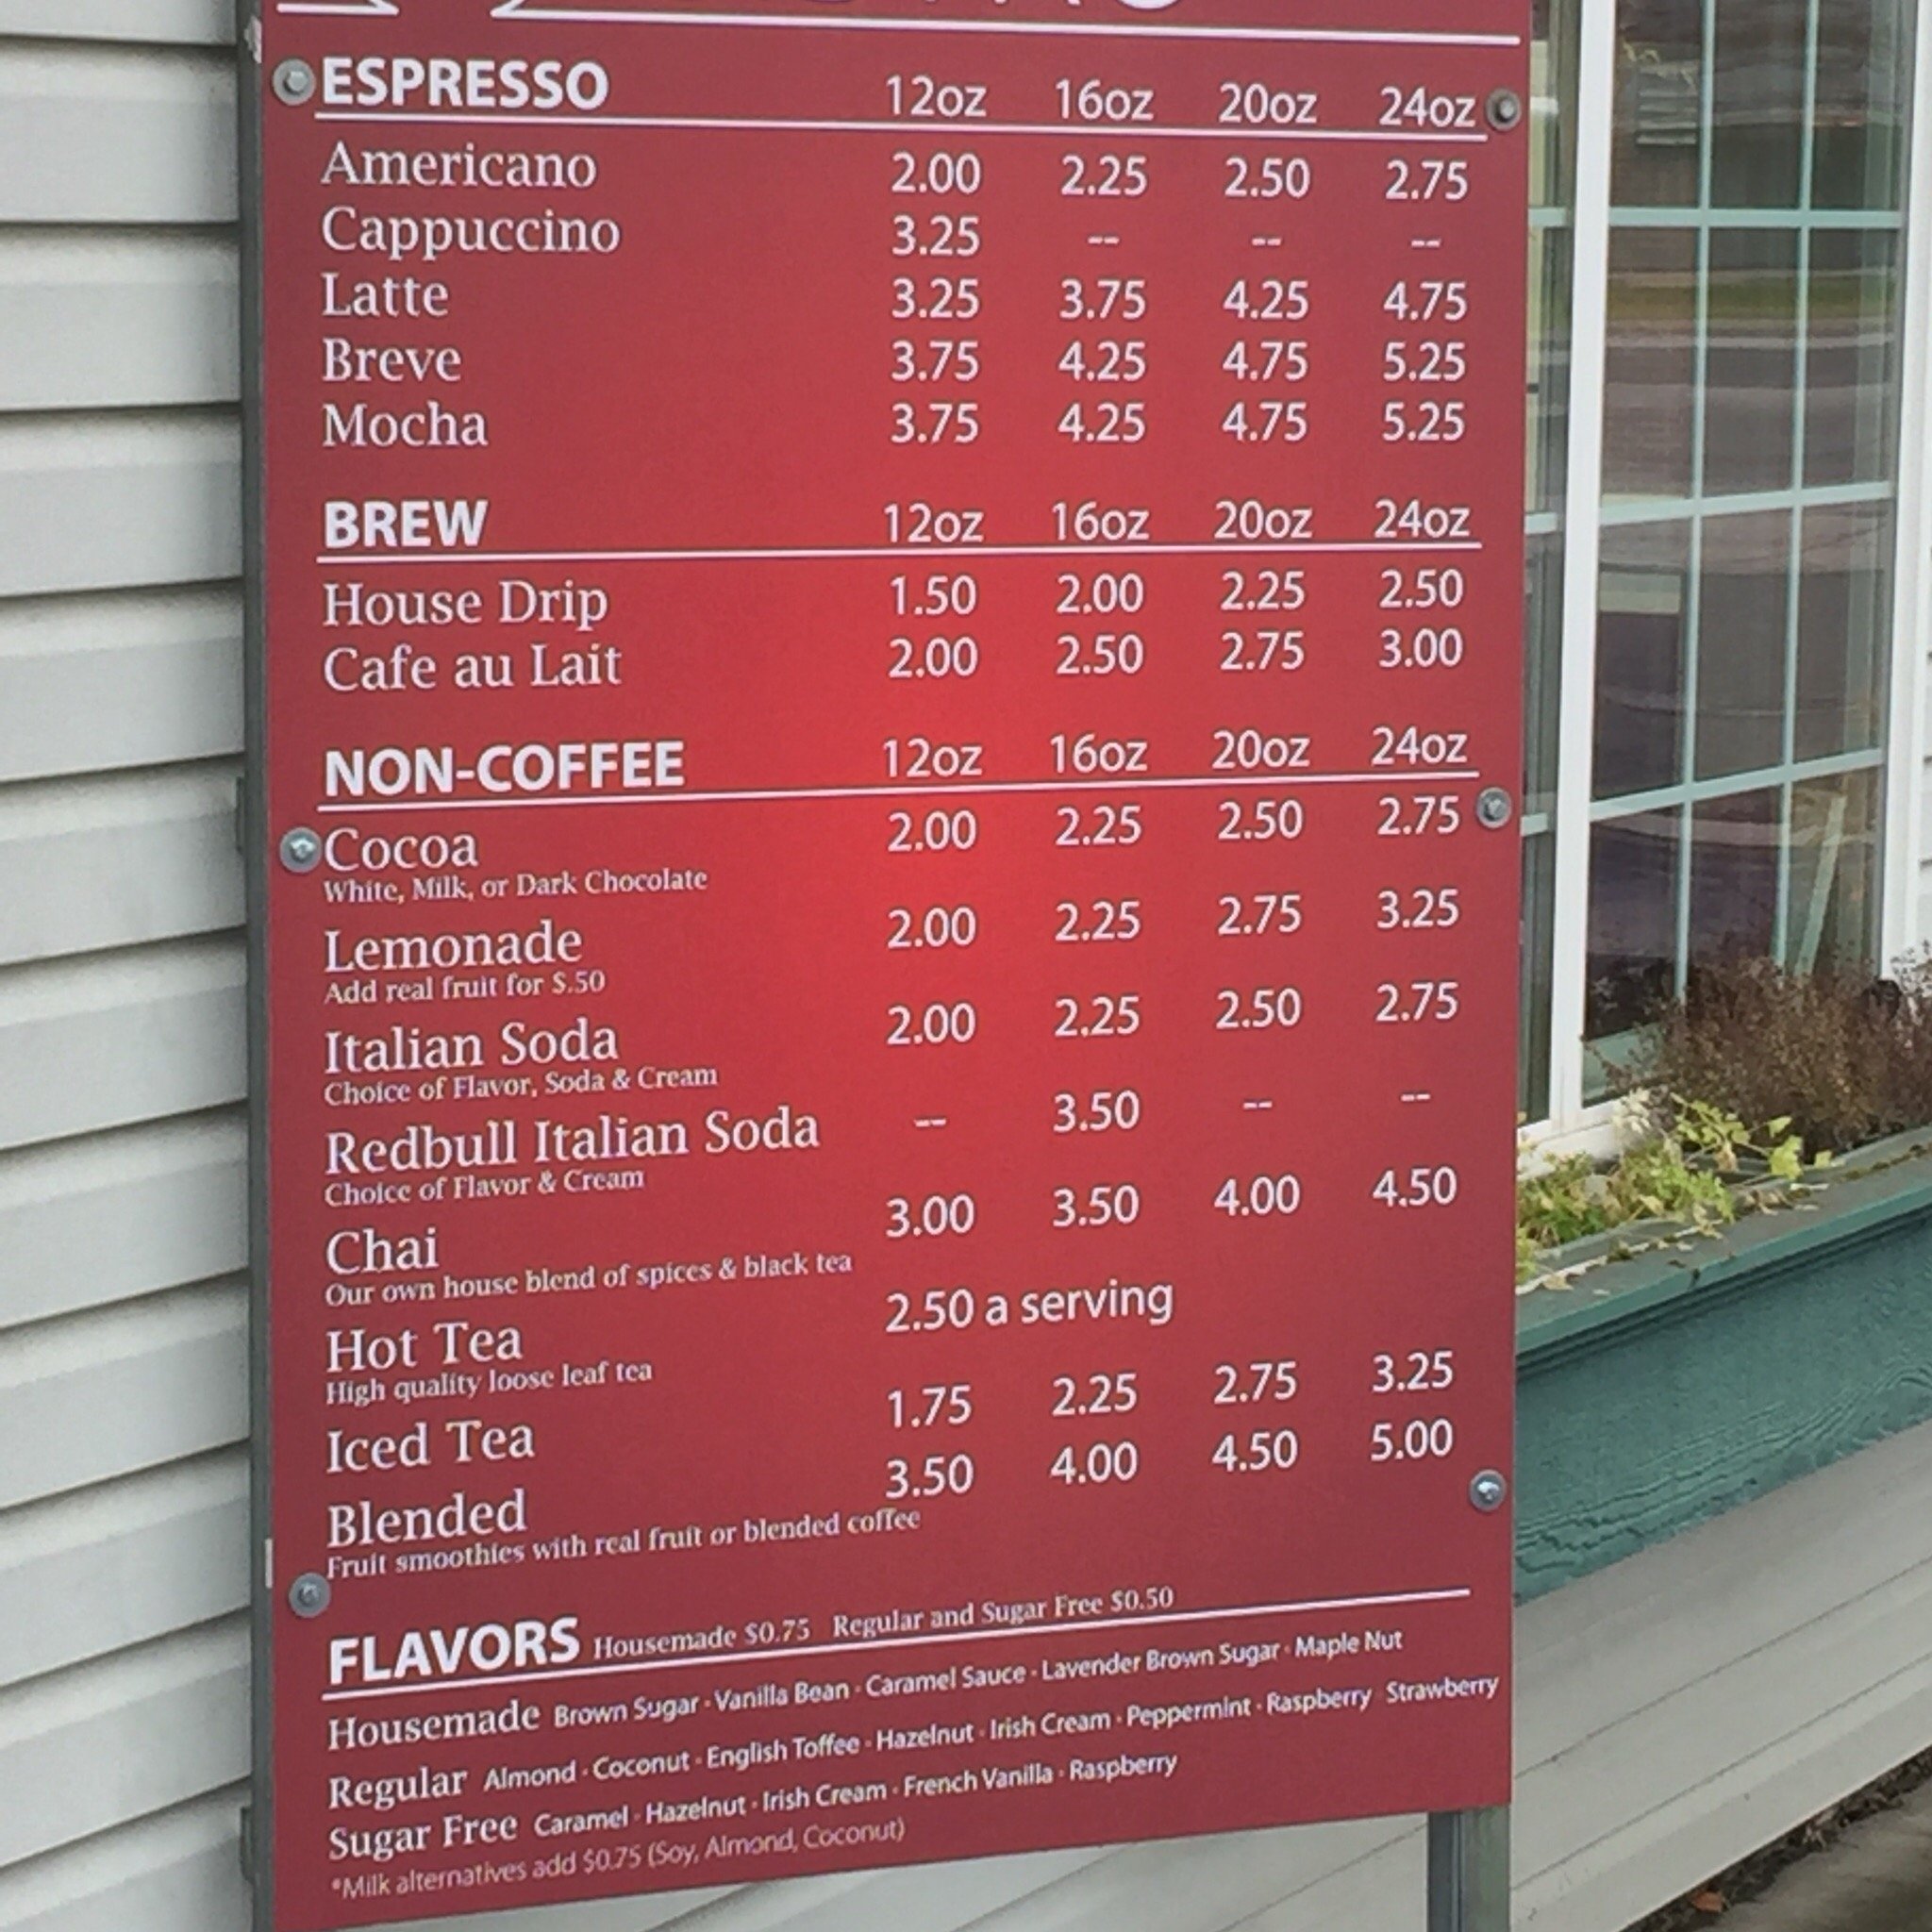 ESPRESSO 12oz 16oz 20oz 24oz
Americano 2.00 2.25 2.50 2.75
Cappuccino 3.25 -- -- --
Latte 3.25 3.75 4.25 4.75
Breve 3.75 4.25 4.75 5.25
Mocha 3.75 4.25 4.75 5.25
BREW 12oz 16oz 20oz 24oz
House Drip 1.50 2.00 2.25 2.50
Cafe au Lait 2.00 2.50 2.75 3.00
NON-COFFEE 12oz 16oz 20oz 24oz
Cocoa 2.00 2.25 2.50 2.75
White, Milk, or Dark Chocolate
Lemonade 2.00 2.25 2.75 3.25
Add real fruit for $.50
Italian Soda 2.00 2.25 2.50 2.75
Choice of Flavor, Soda & Cream
Redbull Italian Soda -- 3.50 -- --
Choice of Flavor & Cream
Chai 3.00 3.50 4.00 4.50
Our own house blend of spices & black tea
Hot Tea 2.50 a serving
High quality loose leaf tea
Iced Tea 1.75 2.25 2.75 3.25
Blended 3.50 4.00 4.50 5.00
Fruit smoothies with real fruit or blended coffee
FLAVORS Housemade $0.75 Regular and Sugar Free $0.50
Housemade Brown Sugar · Vanilla Bean · Caramel Sauce · Lavender Brown Sugar · Maple Nut
Regular Almond · Coconut · English Toffee · Hazelnut · Irish Cream · Peppermint · Raspberry Strawberry
Sugar Free Caramel · Hazelnut · Irish Cream · French Vanilla · Raspberry
*Milk alternatives add $0.75 (Soy, Almond, Coconut)